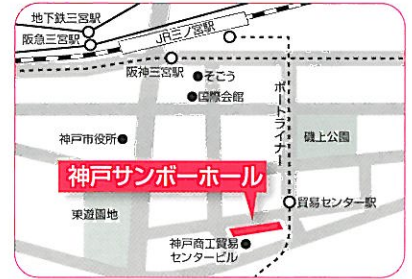 地下鉄三宮駅
阪急三宮駅
JR三ノ宮駅
阪神三宮駅
そごう
国際会館
ポートライナー
神戸市役所
磯上公園
神戸サンボーホール
東遊園地
貿易センター駅
神戸商工貿易
センタービル